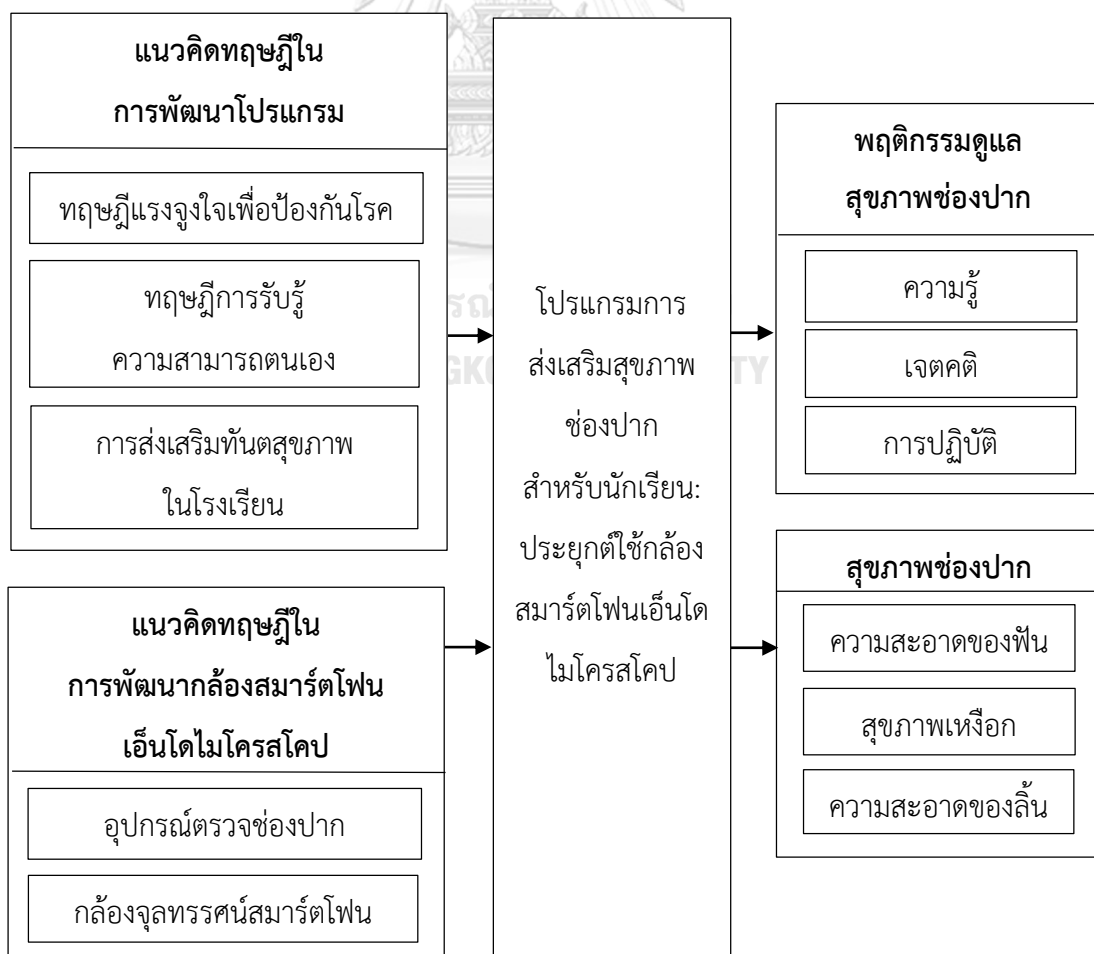 แนวคิดทฤษฎีใน
การพัฒนาโปรแกรม
ทฤษฎีแรงจูงใจเพื่อป้องกันโรค
ทฤษฎีการรับรู้
ความสามารถตนเอง
การส่งเสริมทันตสุขภาพ
ในโรงเรียน
แนวคิดทฤษฎีใน
การพัฒนากล้องสมาร์ตโฟน
เอ็นโดไมโครสโคป
อุปกรณ์ตรวจช่องปาก
กล้องจุลทรรศน์สมาร์ตโฟน
โปรแกรมการ
ส่งเสริมสุขภาพ
ช่องปาก
สำหรับนักเรียน:
ประยุกต์ใช้กล้อง
สมาร์ตโฟนเอ็นโด
ไมโครสโคป
พฤติกรรมดูแล
สุขภาพช่องปาก
ความรู้
เจตคติ
การปฏิบัติ
สุขภาพช่องปาก
ความสะอาดของฟัน
สุขภาพเหงือก
ความสะอาดของลิ้น